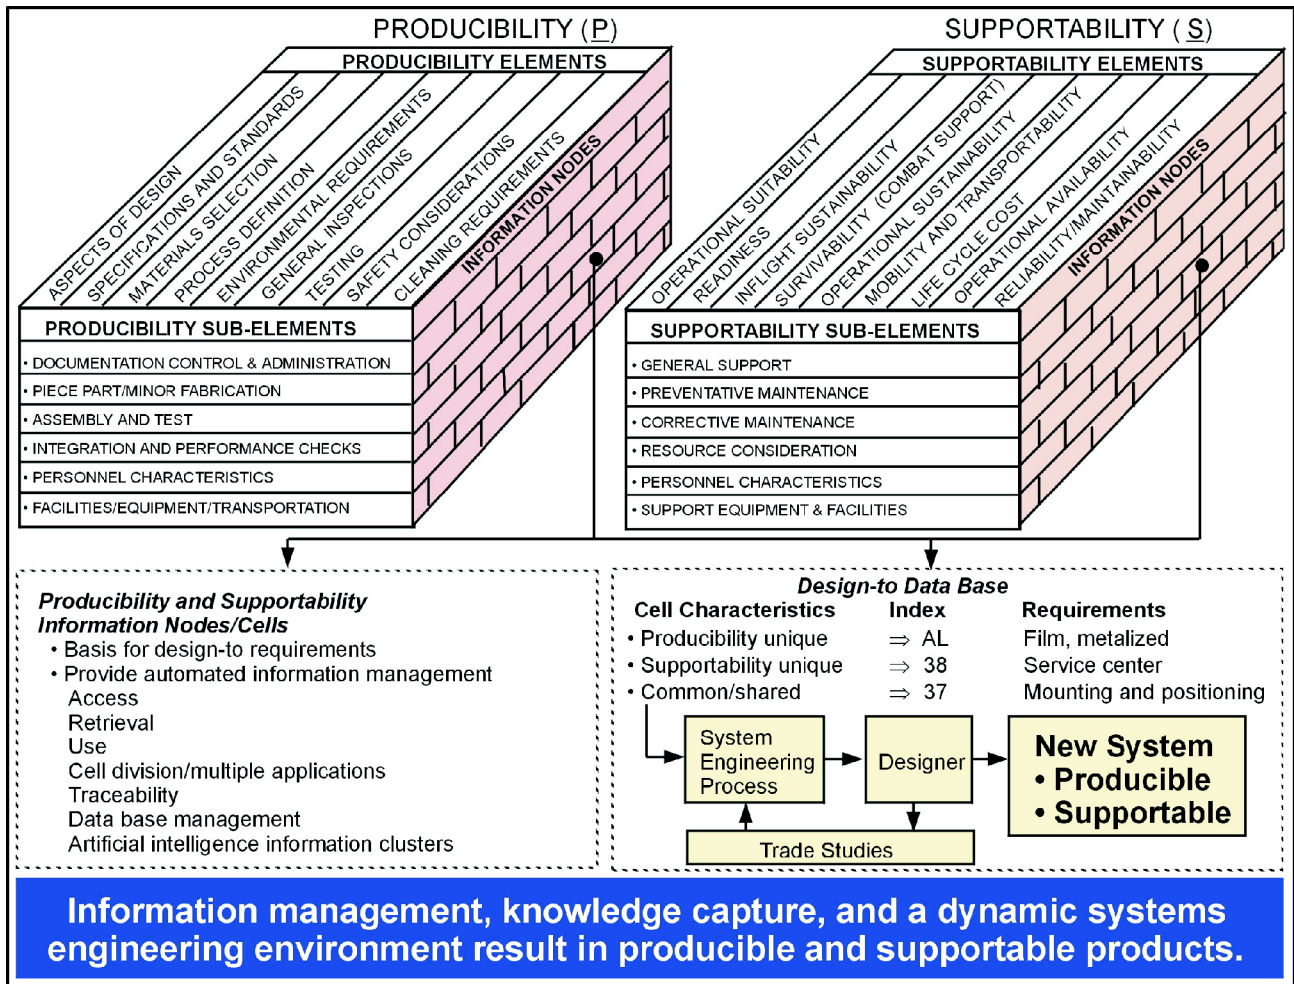 PRODUCIBILITY (P)
PRODUCIBILITY ELEMENTS
ASPECTS OF DESIGN
SPECIFICATIONS AND STANDARDS
MATERIALS SELECTION
PROCESS DEFINITION
ENVIRONMENTAL REQUIREMENTS
GENERAL INSPECTIONS
TESTING
SAFETY CONSIDERATIONS
CLEANING REQUIREMENTS
INFORMATION NODES
PRODUCIBILITY SUB-ELEMENTS
• DOCUMENTATION CONTROL & ADMINISTRATION
• PIECE PART/MINOR FABRICATION
• ASSEMBLY AND TEST
• INTEGRATION AND PERFORMANCE CHECKS
• PERSONNEL CHARACTERISTICS
• FACILITIES/EQUIPMENT/TRANSPORTATION
SUPPORTABILITY ( S)
SUPPORTABILITY ELEMENTS
OPERATIONAL SUITABILITY
READINESS
INFLIGHT SUSTAINABILITY
SURVIVABILITY (COMBAT SUPPORT)
OPERATIONAL SUSTAINABILITY
MOBILITY AND TRANSPORTABILITY
LIFE CYCLE COST
OPERATIONAL AVAILABILITY
RELIABILITY/MAINTAINABILITY
INFORMATION NODES
SUPPORTABILITY SUB-ELEMENTS
• GENERAL SUPPORT
• PREVENTATIVE MAINTENANCE
• CORRECTIVE MAINTENANCE
• RESOURCE CONSIDERATION
• PERSONNEL CHARACTERISTICS
• SUPPORT EQUIPMENT & FACILITIES
Producibility and Supportability
Information Nodes/Cells
• Basis for design-to requirements
• Provide automated information management
Access
Retrieval
Use
Cell division/multiple applications
Traceability
Data base management
Artificial intelligence information clusters
Design-to Data Base
Cell Characteristics Index Requirements
• Producibility unique ⇒ AL Film, metalized
• Supportability unique ⇒ 38 Service center
• Common/shared ⇒ 37 Mounting and positioning
System
Engineering
Process
Designer
Trade Studies
New System
• Producible
• Supportable
Information management, knowledge capture, and a dynamic systems
engineering environment result in producible and supportable products.